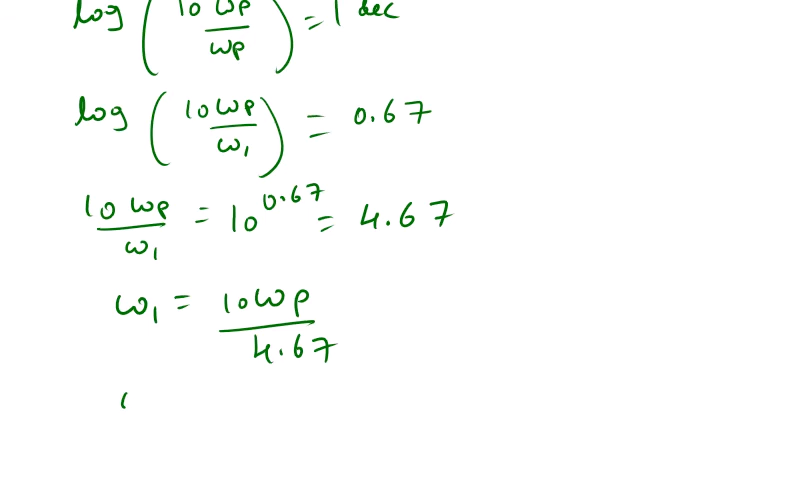 log (10 ωp / ωp) = 1 dec
log (10 ωp / ω1) = 0.67
10 ωp / ω1 = 10^0.67 = 4.67
ω1 = 10 ωp / 4.67
(